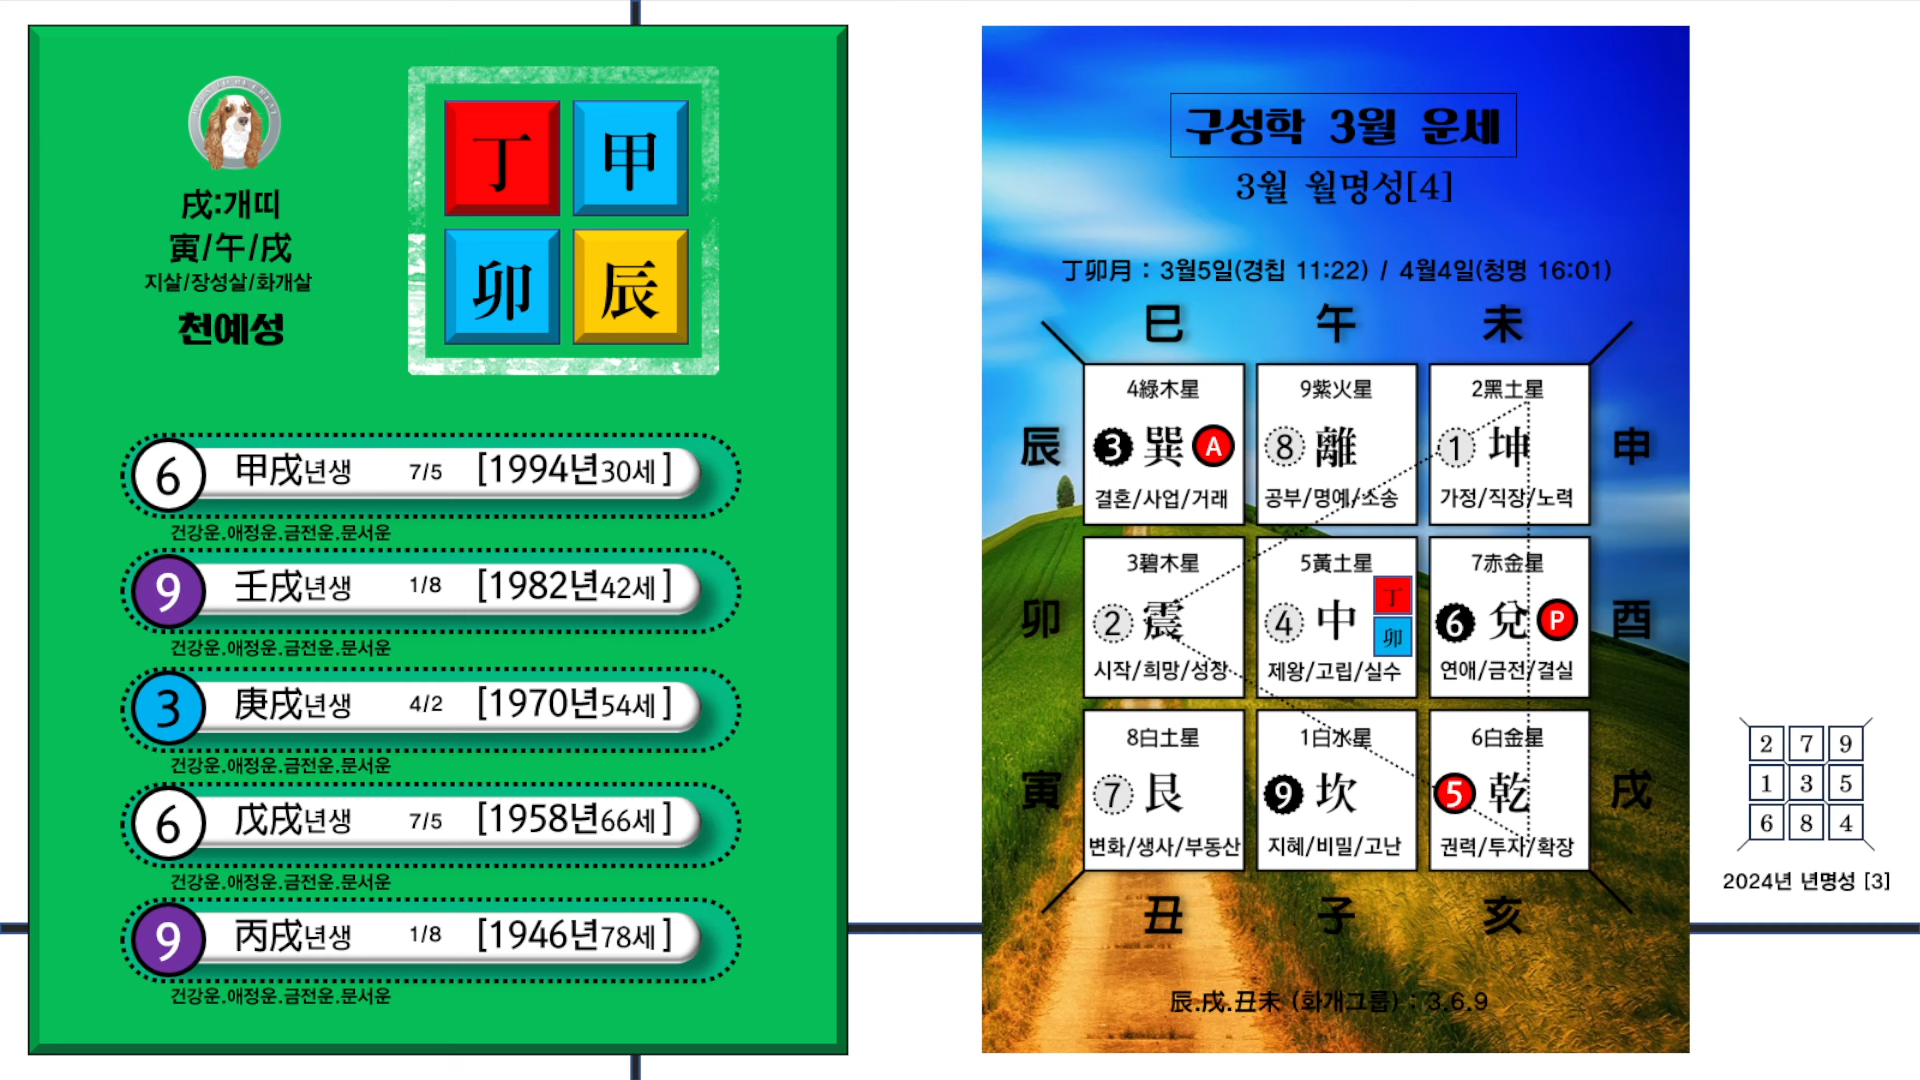 戌:개띠
寅/午/戌
지살/장성살/화개살
천예성
丁 甲
卯 辰
6 甲戌년생 7/5 [1994년30세]
건강운.애정운.금전운.문서운
9 壬戌년생 1/8 [1982년42세]
건강운.애정운.금전운.문서운
3 庚戌년생 4/2 [1970년54세]
건강운.애정운.금전운.문서운
6 戊戌년생 7/5 [1958년66세]
건강운.애정운.금전운.문서운
9 丙戌년생 1/8 [1946년78세]
건강운.애정운.금전운.문서운
구성학 3월 운세
3월 월명성[4]
丁卯月 : 3월5일(경칩 11:22) / 4월4일(청명 16:01)
巳 午 未
4綠木星 9紫火星 2黑土星
辰 3 巽 A 8 離 1 坤 申
결혼/사업/거래 공부/명예/소송 가정/직장/노력
3碧木星 5黃土星 7赤金星
卯 2 震 4 中 丁 卯 6 兌 P 酉
시작/희망/성장 제왕/고립/실수 연애/금전/결실
8白土星 1白水星 6白金星
寅 7 艮 9 坎 5 乾 戌
변화/생사/부동산 지혜/비밀/고난 권력/투자/확장
丑 子 亥
辰.戌.丑未 (화개그룹) : 3.6.9
2 7 9
1 3 5
6 8 4
2024년 년명성 [3]